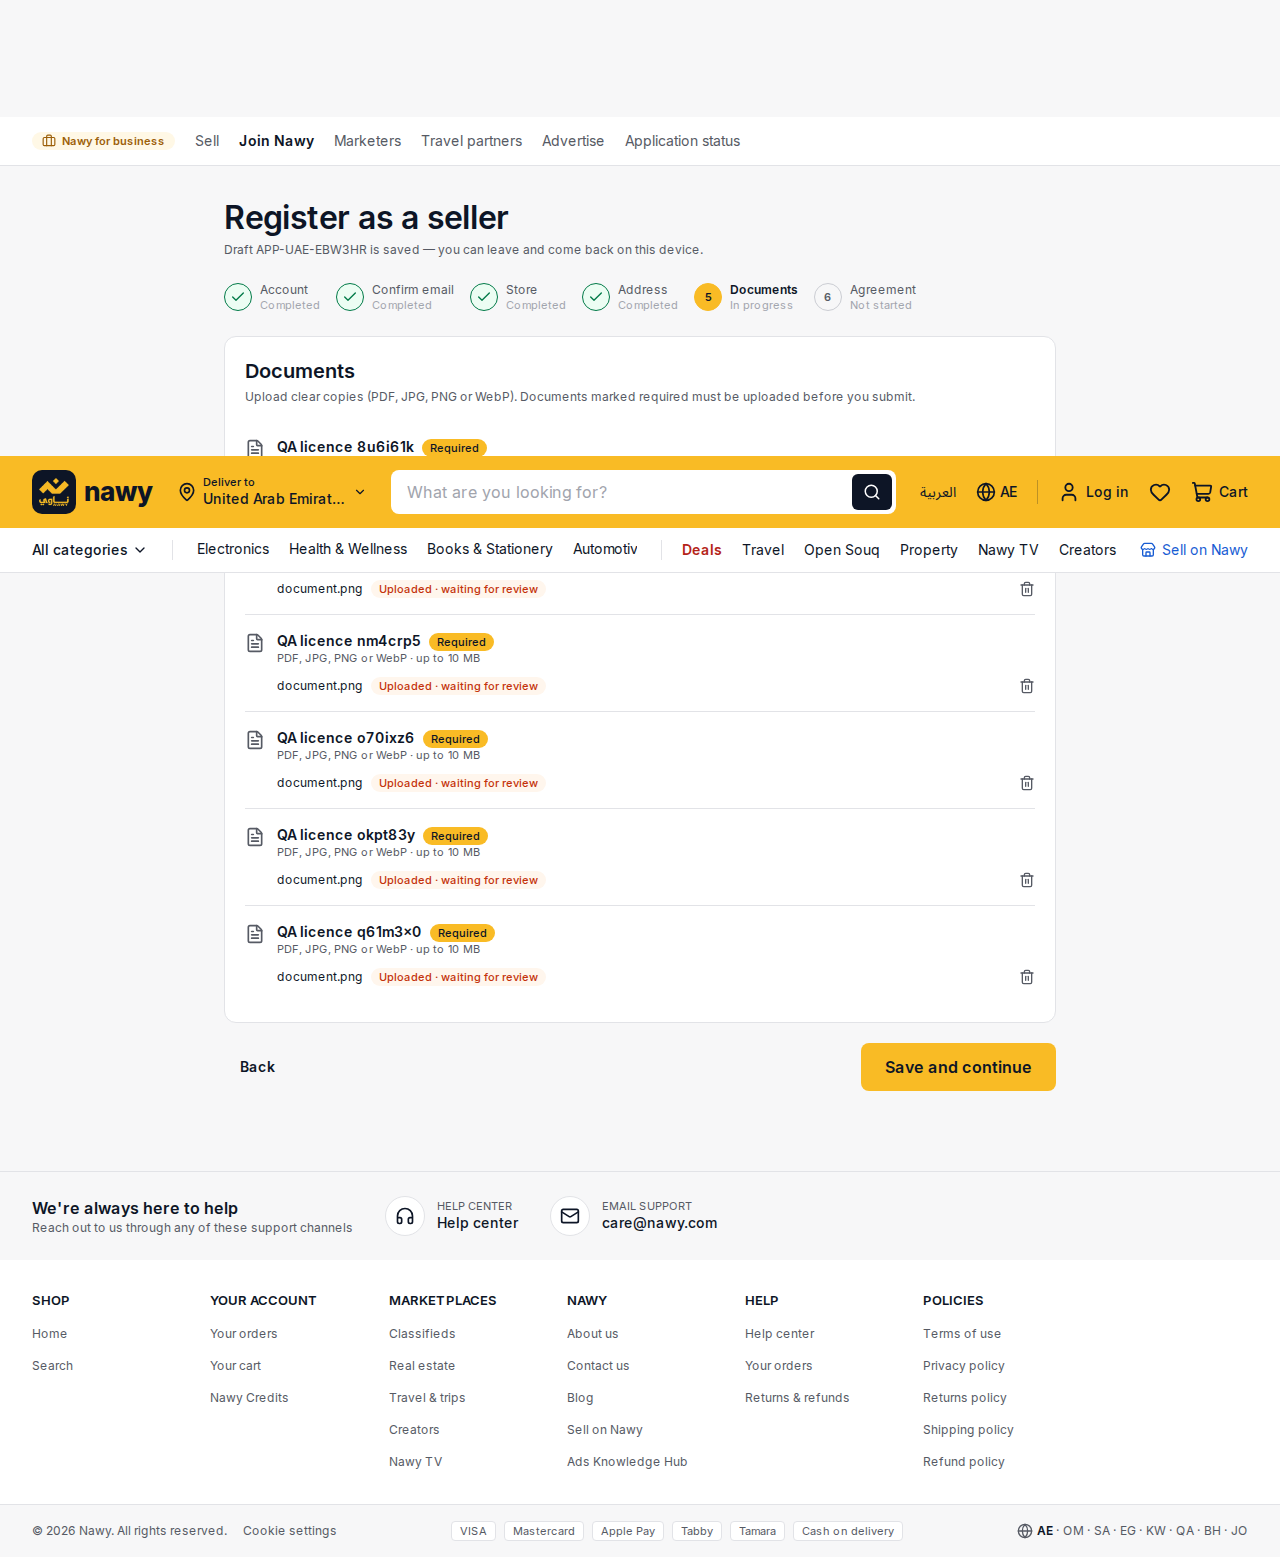 Nawy for business Sell Join Nawy Marketers Travel partners Advertise Application status
Register as a seller
Draft APP-UAE-EBW3HR is saved — you can leave and come back on this device.
Account Completed
Confirm email Completed
Store Completed
Address Completed
5 Documents In progress
6 Agreement Not started
Documents
Upload clear copies (PDF, JPG, PNG or WebP). Documents marked required must be uploaded before you submit.
QA licence 8u6i61k Required
ناوي NAWY
nawy
Deliver to
United Arab Emirat...
What are you looking for?
العربية AE Log in Cart
All categories Electronics Health & Wellness Books & Stationery Automotiv Deals Travel Open Souq Property Nawy TV Creators Sell on Nawy
document.png Uploaded · waiting for review
QA licence nm4crp5 Required
PDF, JPG, PNG or WebP · up to 10 MB
document.png Uploaded · waiting for review
QA licence o70ixz6 Required
PDF, JPG, PNG or WebP · up to 10 MB
document.png Uploaded · waiting for review
QA licence okpt83y Required
PDF, JPG, PNG or WebP · up to 10 MB
document.png Uploaded · waiting for review
QA licence q61m3×0 Required
PDF, JPG, PNG or WebP · up to 10 MB
document.png Uploaded · waiting for review
Back Save and continue
We're always here to help
Reach out to us through any of these support channels
HELP CENTER
Help center
EMAIL SUPPORT
care@nawy.com
SHOP
Home
Search
YOUR ACCOUNT
Your orders
Your cart
Nawy Credits
MARKETPLACES
Classifieds
Real estate
Travel & trips
Creators
Nawy TV
NAWY
About us
Contact us
Blog
Sell on Nawy
Ads Knowledge Hub
HELP
Help center
Your orders
Returns & refunds
POLICIES
Terms of use
Privacy policy
Returns policy
Shipping policy
Refund policy
© 2026 Nawy. All rights reserved. Cookie settings VISA Mastercard Apple Pay Tabby Tamara Cash on delivery AE · OM · SA · EG · KW · QA · BH · JO